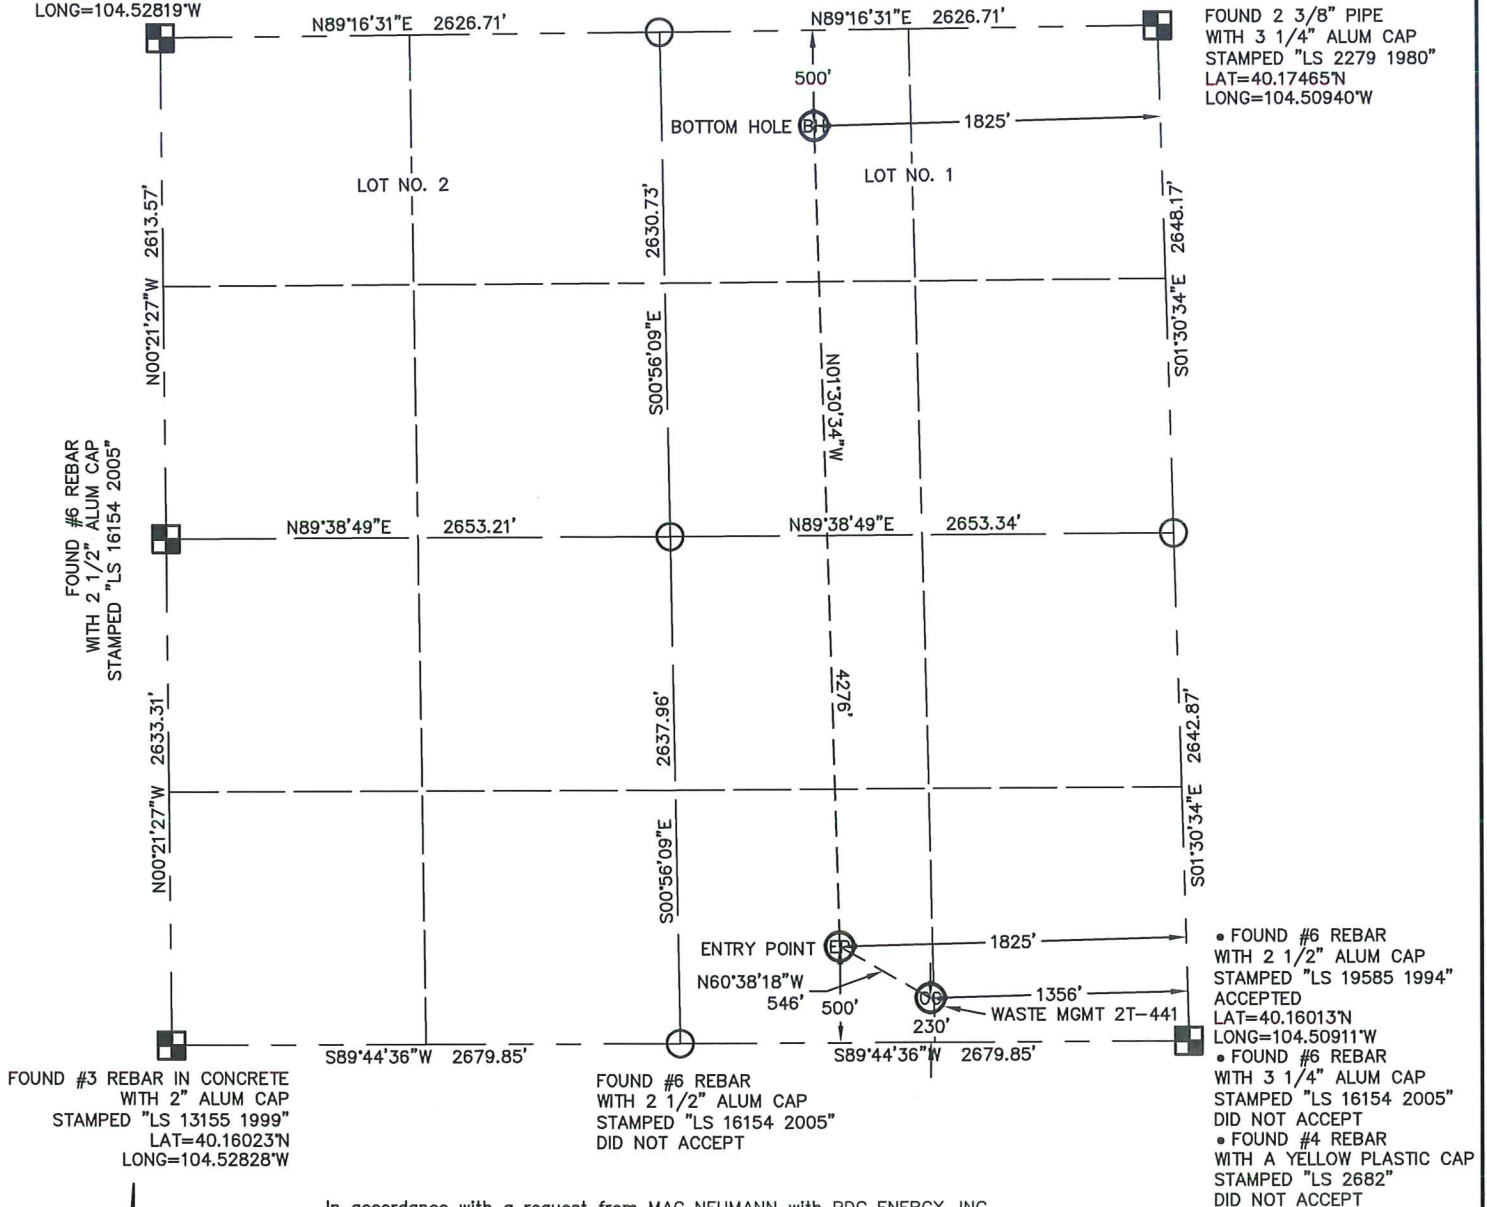 LONG=104.52819°W
N89°16'31"E 2626.71'
N89°16'31"E 2626.71'
FOUND 2 3/8" PIPE
WITH 3 1/4" ALUM CAP
STAMPED "LS 2279 1980"
LAT=40.17465°N
LONG=104.50940°W
500'
BOTTOM HOLE BH
1825'
LOT NO. 2
LOT NO. 1
N00°21'27"W 2613.57'
S00°56'09"E 2630.73'
N01°30'34"W 4276'
S01°30'34"E 2648.17'
FOUND #6 REBAR
WITH 2 1/2" ALUM CAP
STAMPED "LS 16154 2005"
N89°38'49"E 2653.21'
N89°38'49"E 2653.34'
N00°21'27"W 2633.31'
S00°56'09"E 2637.96'
S01°30'34"E 2642.87'
ENTRY POINT EP
1825'
N60°38'18"W
546'
500'
1356'
WASTE MGMT 2T-441
230'
S89°44'36"W 2679.85'
S89°44'36"W 2679.85'
• FOUND #6 REBAR
WITH 2 1/2" ALUM CAP
STAMPED "LS 19585 1994"
ACCEPTED
LAT=40.16013°N
LONG=104.50911°W
• FOUND #6 REBAR
WITH 3 1/4" ALUM CAP
STAMPED "LS 16154 2005"
DID NOT ACCEPT
• FOUND #4 REBAR
WITH A YELLOW PLASTIC CAP
STAMPED "LS 2682"
DID NOT ACCEPT
FOUND #3 REBAR IN CONCRETE
WITH 2" ALUM CAP
STAMPED "LS 13155 1999"
LAT=40.16023°N
LONG=104.52828°W
FOUND #6 REBAR
WITH 2 1/2" ALUM CAP
STAMPED "LS 16154 2005"
DID NOT ACCEPT
In accordance with a request from MAC NEUMANN with PDC ENERGY, INC